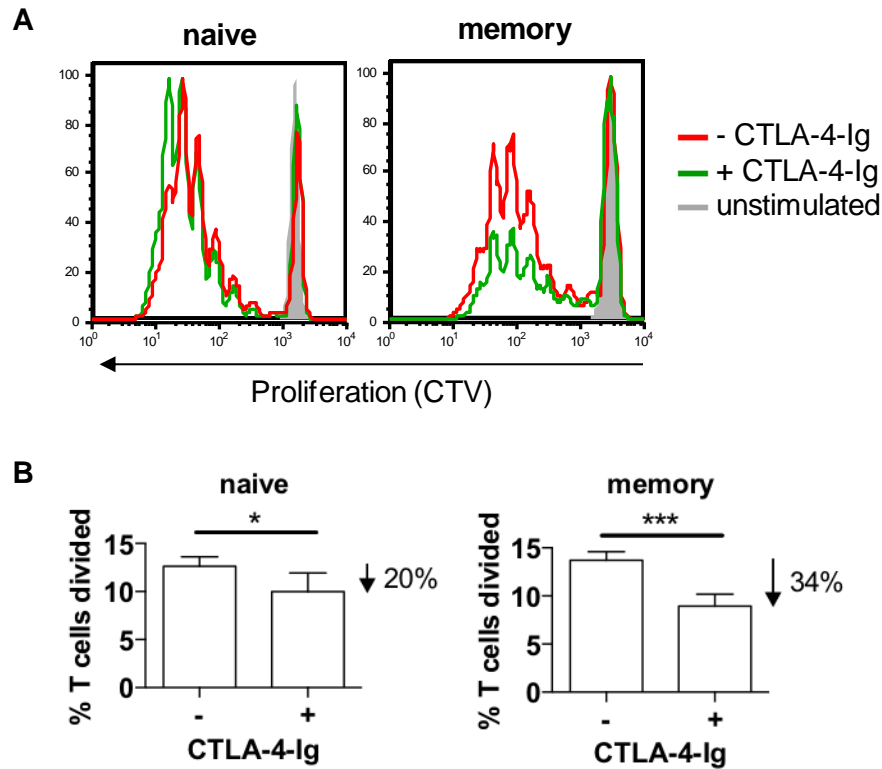 A
naive
memory
100
80
60
40
20
0
10⁰ 10¹ 10² 10³ 10⁴
100
80
60
40
20
0
10⁰ 10¹ 10² 10³ 10⁴
- CTLA-4-Ig
+ CTLA-4-Ig
unstimulated
Proliferation (CTV)
B
naive
*
15
10
5
0
% T cells divided
- +
CTLA-4-Ig
20%
memory
***
15
10
5
0
% T cells divided
- +
CTLA-4-Ig
34%